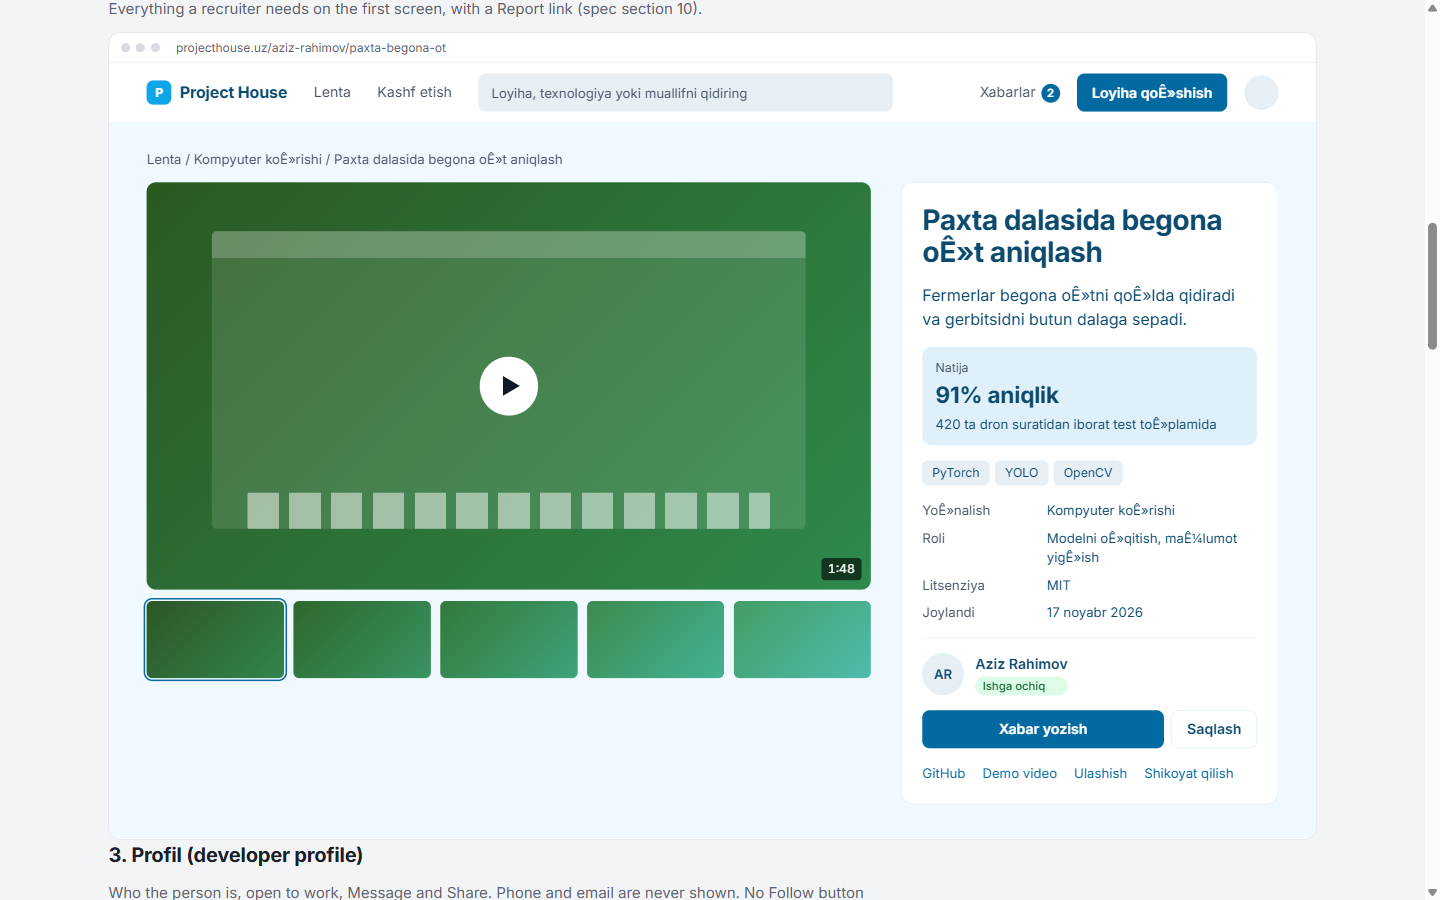 Everything a recruiter needs on the first screen, with a Report link (spec section 10).
projecthouse.uz/aziz-rahimov/paxta-begona-ot
P Project House Lenta Kashf etish Loyiha, texnologiya yoki muallifni qidiring Xabarlar 2 Loyiha qoÊ»shish
Lenta / Kompyuter koÊ»rishi / Paxta dalasida begona oÊ»t aniqlash
1:48
Paxta dalasida begona
oÊ»t aniqlash
Fermerlar begona oÊ»tni qoÊ»lda qidiradi
va gerbitsidni butun dalaga sepadi.
Natija
91% aniqlik
420 ta dron suratidan iborat test toÊ»plamida
PyTorch YOLO OpenCV
YoÊ»nalish Kompyuter koÊ»rishi
Roli Modelni oÊ»qitish, maÊ¼lumot
yigÊ»ish
Litsenziya MIT
Joylandi 17 noyabr 2026
AR Aziz Rahimov
Ishga ochiq
Xabar yozish Saqlash
GitHub Demo video Ulashish Shikoyat qilish
3. Profil (developer profile)
Who the person is, open to work, Message and Share. Phone and email are never shown. No Follow button